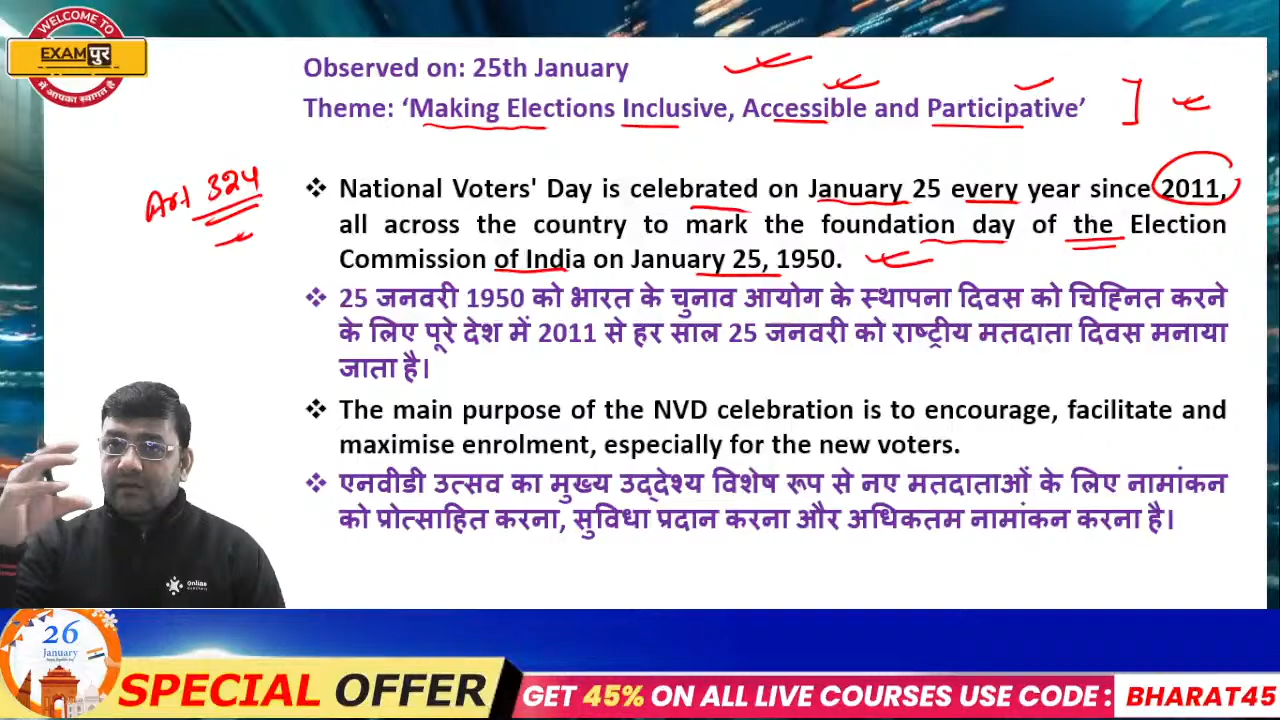 WELCOME TO
EXAM पुर
में आपका स्वागत है
Observed on: 25th January
Theme: ‘Making Elections Inclusive, Accessible and Participative’
Art 324
❖ National Voters' Day is celebrated on January 25 every year since 2011,
all across the country to mark the foundation day of the Election
Commission of India on January 25, 1950.
❖ 25 जनवरी 1950 को भारत के चुनाव आयोग के स्थापना दिवस को चिह्नित करने
के लिए पूरे देश में 2011 से हर साल 25 जनवरी को राष्ट्रीय मतदाता दिवस मनाया
जाता है।
❖ The main purpose of the NVD celebration is to encourage, facilitate and
maximise enrolment, especially for the new voters.
❖ एनवीडी उत्सव का मुख्य उद्देश्य विशेष रूप से नए मतदाताओं के लिए नामांकन
को प्रोत्साहित करना, सुविधा प्रदान करना और अधिकतम नामांकन करना है।
Online
26
January
SPECIAL OFFER
GET 45% ON ALL LIVE COURSES USE CODE : BHARAT45